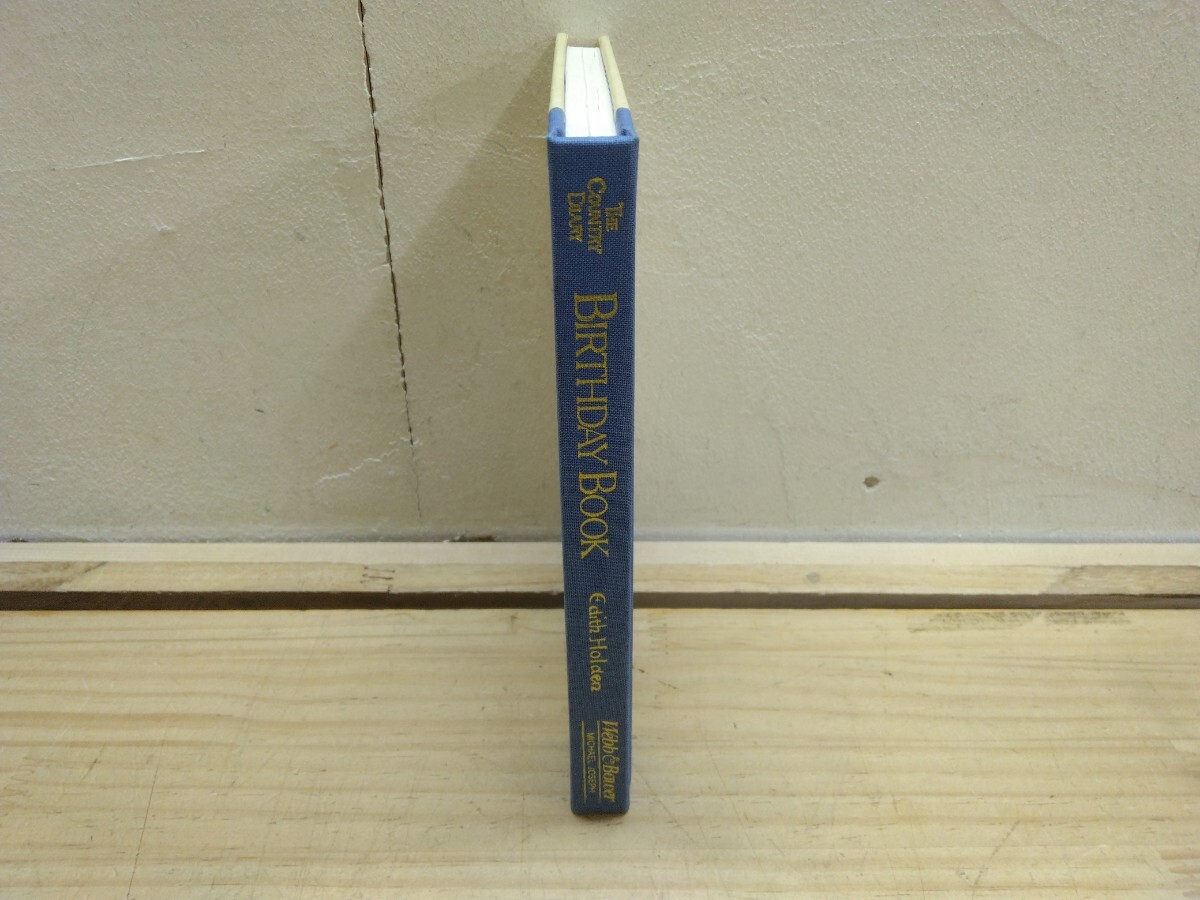 THE
COUNTRY
DIARY
BIRTHDAY BOOK
Edith Holden
Webb & Bower
MICHAEL JOSEPH